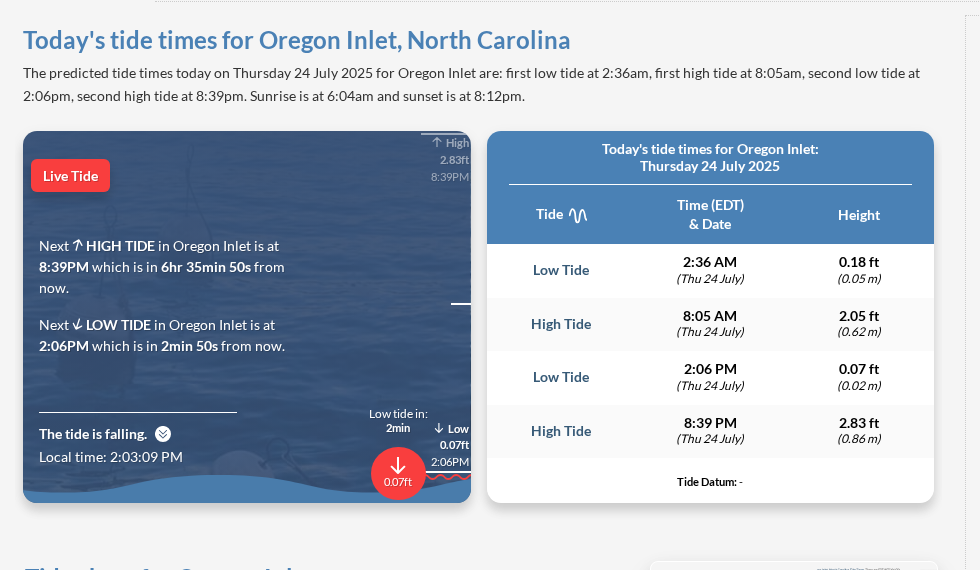 Today's tide times for Oregon Inlet, North Carolina
The predicted tide times today on Thursday 24 July 2025 for Oregon Inlet are: first low tide at 2:36am, first high tide at 8:05am, second low tide at
2:06pm, second high tide at 8:39pm. Sunrise is at 6:04am and sunset is at 8:12pm.
High
2.83ft
8:39PM
Live Tide
Next HIGH TIDE in Oregon Inlet is at
8:39PM which is in 6hr 35min 50s from
now.
Next LOW TIDE in Oregon Inlet is at
2:06PM which is in 2min 50s from now.
The tide is falling.
Local time: 2:03:09 PM
Low tide in:
2min
Low
0.07ft
2:06PM
0.07ft
Today's tide times for Oregon Inlet:
Thursday 24 July 2025
Tide
Time (EDT)
& Date
Height
Low Tide
2:36 AM
(Thu 24 July)
0.18 ft
(0.05 m)
High Tide
8:05 AM
(Thu 24 July)
2.05 ft
(0.62 m)
Low Tide
2:06 PM
(Thu 24 July)
0.07 ft
(0.02 m)
High Tide
8:39 PM
(Thu 24 July)
2.83 ft
(0.86 m)
Tide Datum: -